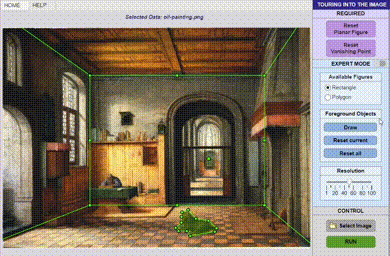 HOME HELP
Selected Data: oil-painting.png
TOURING INTO THE IMAGE
REQUIRED
Reset
Planar Figure
Reset
Vanishing Point
EXPERT MODE
Available Figures
Rectangle
Polygon
Foreground Objects
Draw
Reset current
Reset all
Resolution
1 20 40 60 80 100
CONTROL
Select Image
RUN